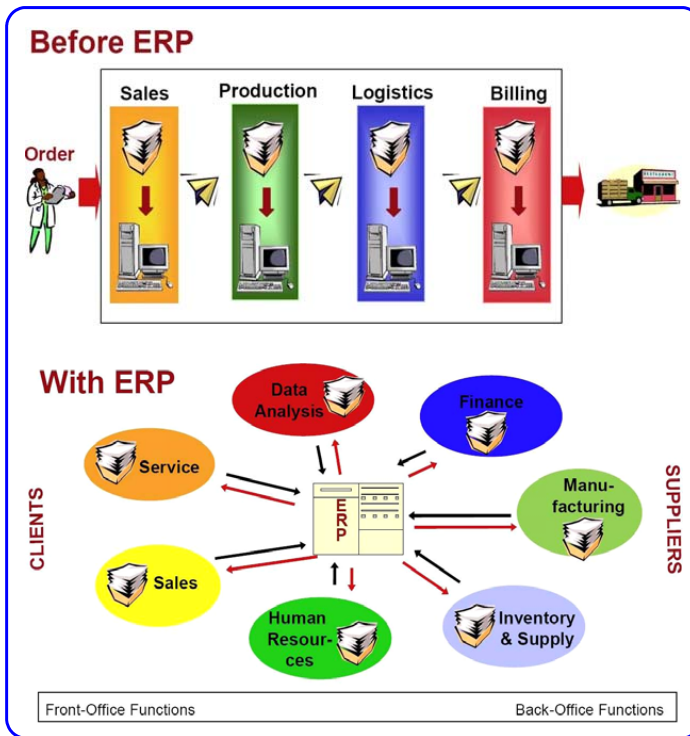 Before ERP
Sales
Production
Logistics
Billing
Order
With ERP
Data
Analysis
Finance
Service
Manu-
facturing
CLIENTS
ERP
SUPPLIERS
Sales
Human
Resour-
ces
Inventory
& Supply
Front-Office Functions
Back-Office Functions